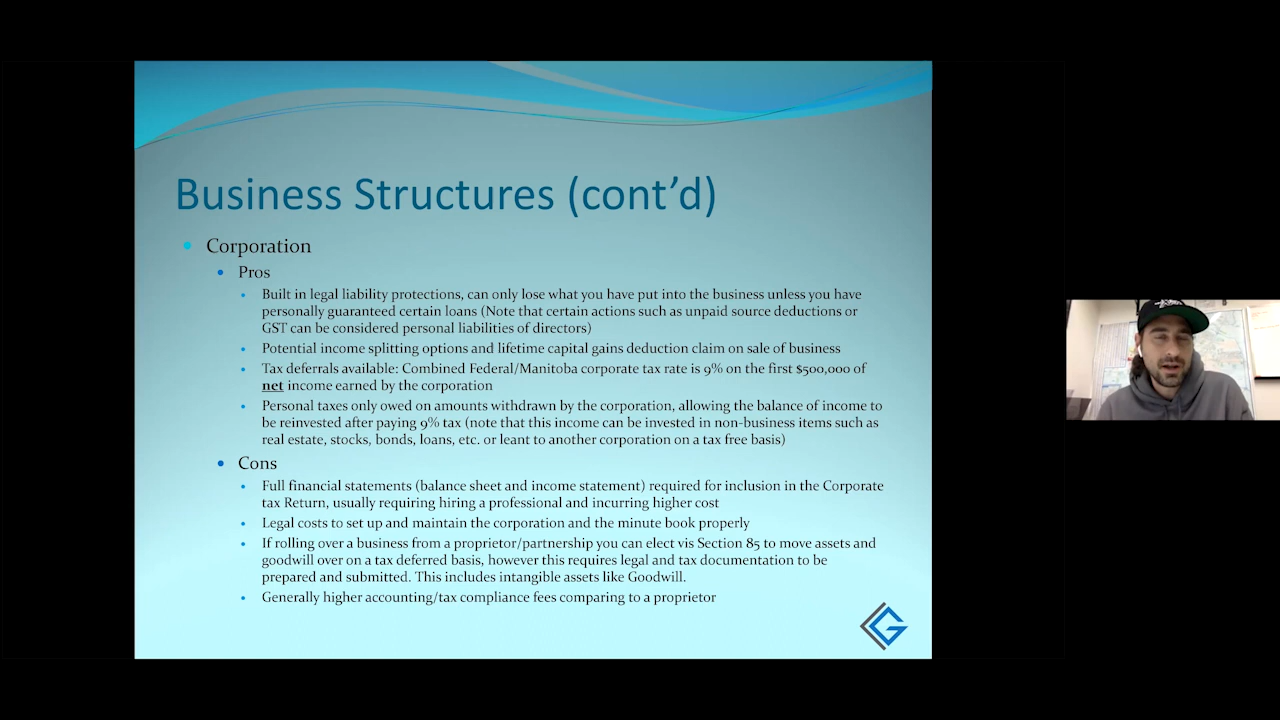 Business Structures (cont’d)
Corporation
Pros
Built in legal liability protections, can only lose what you have put into the business unless you have
personally guaranteed certain loans (Note that certain actions such as unpaid source deductions or
GST can be considered personal liabilities of directors)
Potential income splitting options and lifetime capital gains deduction claim on sale of business
Tax deferrals available: Combined Federal/Manitoba corporate tax rate is 9% on the first $500,000 of
net income earned by the corporation
Personal taxes only owed on amounts withdrawn by the corporation, allowing the balance of income to
be reinvested after paying 9% tax (note that this income can be invested in non-business items such as
real estate, stocks, bonds, loans, etc. or leant to another corporation on a tax free basis)
Cons
Full financial statements (balance sheet and income statement) required for inclusion in the Corporate
tax Return, usually requiring hiring a professional and incurring higher cost
Legal costs to set up and maintain the corporation and the minute book properly
If rolling over a business from a proprietor/partnership you can elect vis Section 85 to move assets and
goodwill over on a tax deferred basis, however this requires legal and tax documentation to be
prepared and submitted. This includes intangible assets like Goodwill.
Generally higher accounting/tax compliance fees comparing to a proprietor